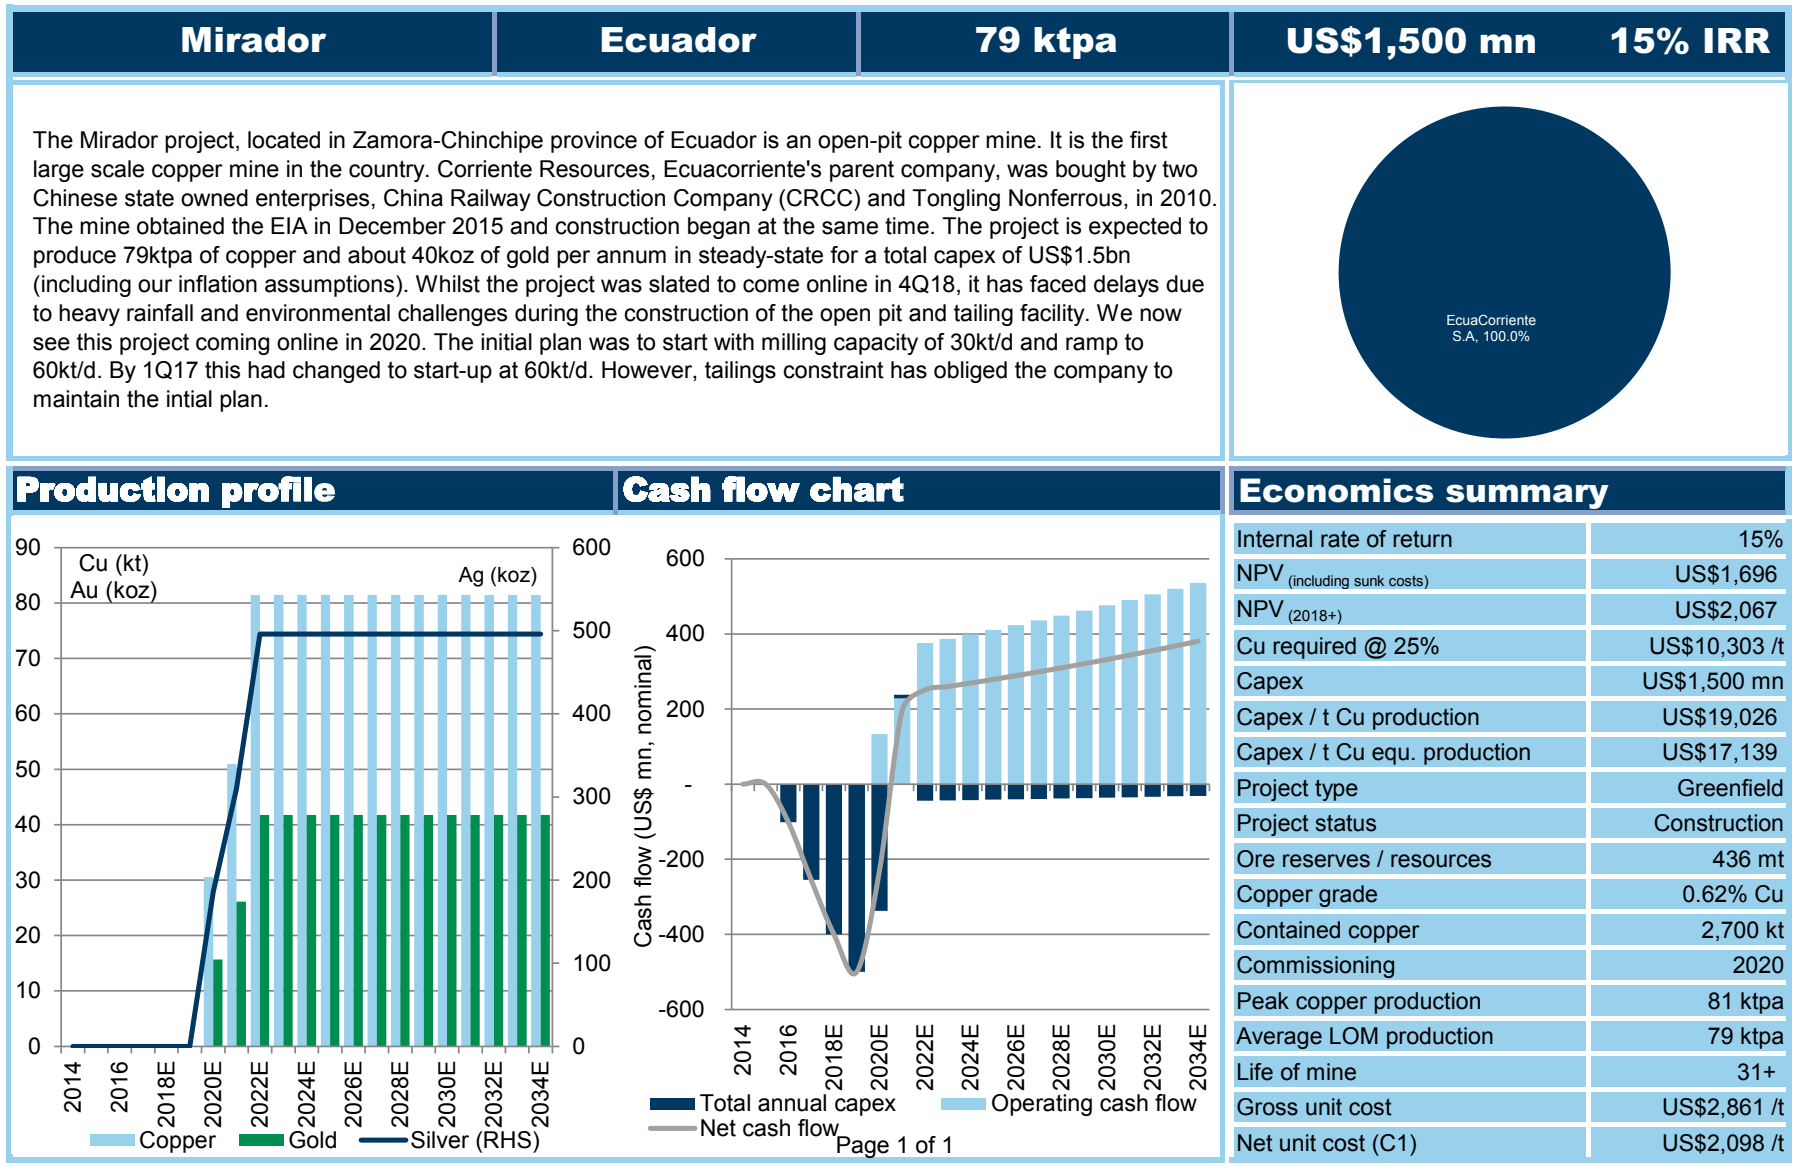 Mirador
Ecuador
79 ktpa
US$1,500 mn
15% IRR
The Mirador project, located in Zamora-Chinchipe province of Ecuador is an open-pit copper mine. It is the first
large scale copper mine in the country. Corriente Resources, Ecuacorriente's parent company, was bought by two
Chinese state owned enterprises, China Railway Construction Company (CRCC) and Tongling Nonferrous, in 2010.
The mine obtained the EIA in December 2015 and construction began at the same time. The project is expected to
produce 79ktpa of copper and about 40koz of gold per annum in steady-state for a total capex of US$1.5bn
(including our inflation assumptions). Whilst the project was slated to come online in 4Q18, it has faced delays due
to heavy rainfall and environmental challenges during the construction of the open pit and tailing facility. We now
see this project coming online in 2020. The initial plan was to start with milling capacity of 30kt/d and ramp to
60kt/d. By 1Q17 this had changed to start-up at 60kt/d. However, tailings constraint has obliged the company to
maintain the intial plan.
EcuaCorriente
S.A, 100.0%
Production profile
90
80
70
60
50
40
30
20
10
0
Cu (kt)
Au (koz)
Ag (koz)
600
500
400
300
200
100
0
2014
2016
2018E
2020E
2022E
2024E
2026E
2028E
2030E
2032E
2034E
Copper
Gold
Silver (RHS)
Cash flow chart
Cash flow (US$ mn, nominal)
600
400
200
-
-200
-400
-600
2014
2016
2018E
2020E
2022E
2024E
2026E
2028E
2030E
2032E
2034E
Total annual capex
Operating cash flow
Net cash flow
Page 1 of 1
Economics summary
Internal rate of return 15%
NPV (including sunk costs) US$1,696
NPV (2018+) US$2,067
Cu required @ 25% US$10,303 /t
Capex US$1,500 mn
Capex / t Cu production US$19,026
Capex / t Cu equ. production US$17,139
Project type Greenfield
Project status Construction
Ore reserves / resources 436 mt
Copper grade 0.62% Cu
Contained copper 2,700 kt
Commissioning 2020
Peak copper production 81 ktpa
Average LOM production 79 ktpa
Life of mine 31+
Gross unit cost US$2,861 /t
Net unit cost (C1) US$2,098 /t